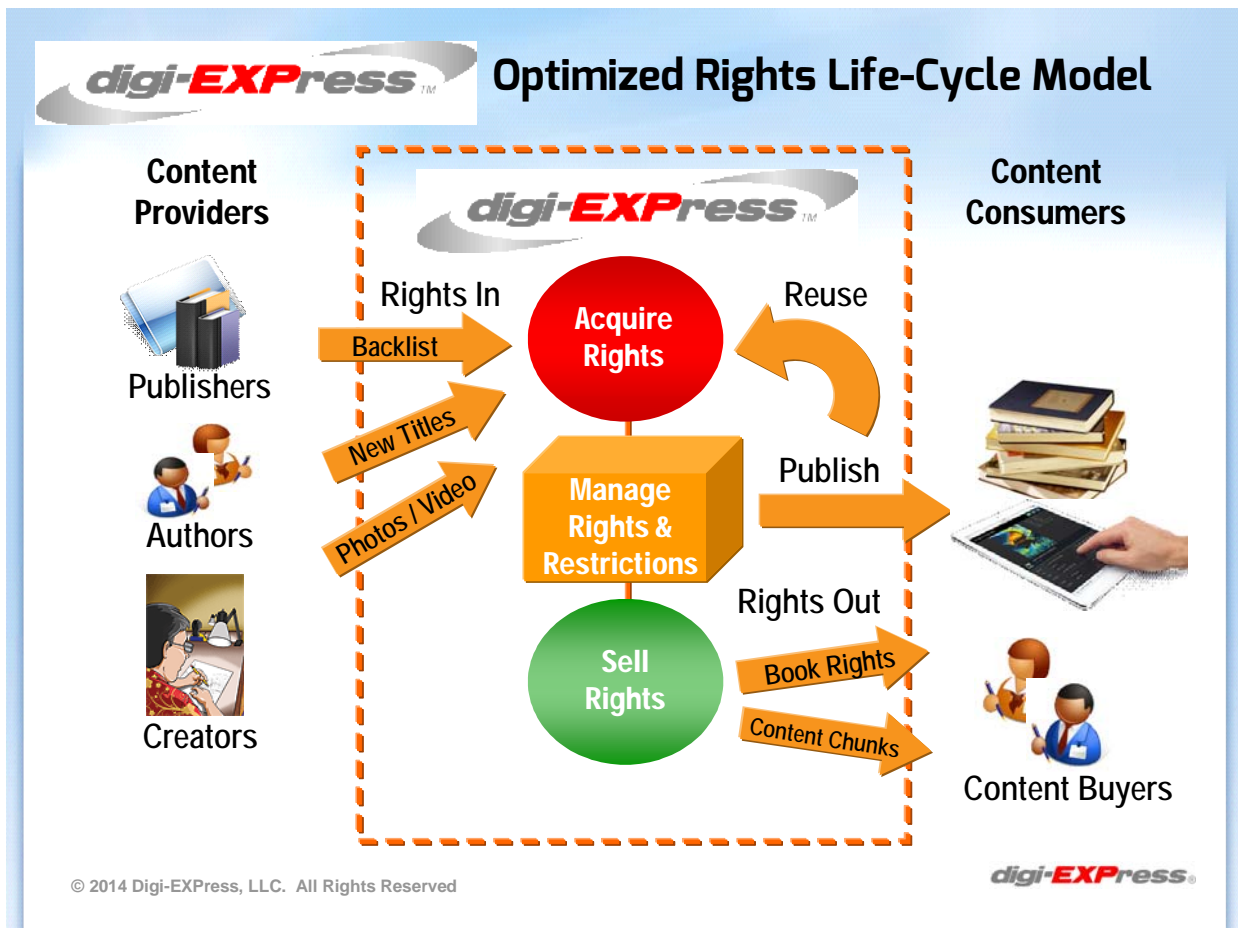 digi-EXPress TM
Optimized Rights Life-Cycle Model
Content
Providers
digi-EXPress TM
Content
Consumers
Rights In
Reuse
Acquire
Rights
Backlist
Publishers
New Titles
Photos / Video
Authors
Manage
Rights &
Restrictions
Publish
Rights Out
Sell
Rights
Book Rights
Content Chunks
Creators
Content Buyers
© 2014 Digi-EXPress, LLC. All Rights Reserved
digi-EXPress®